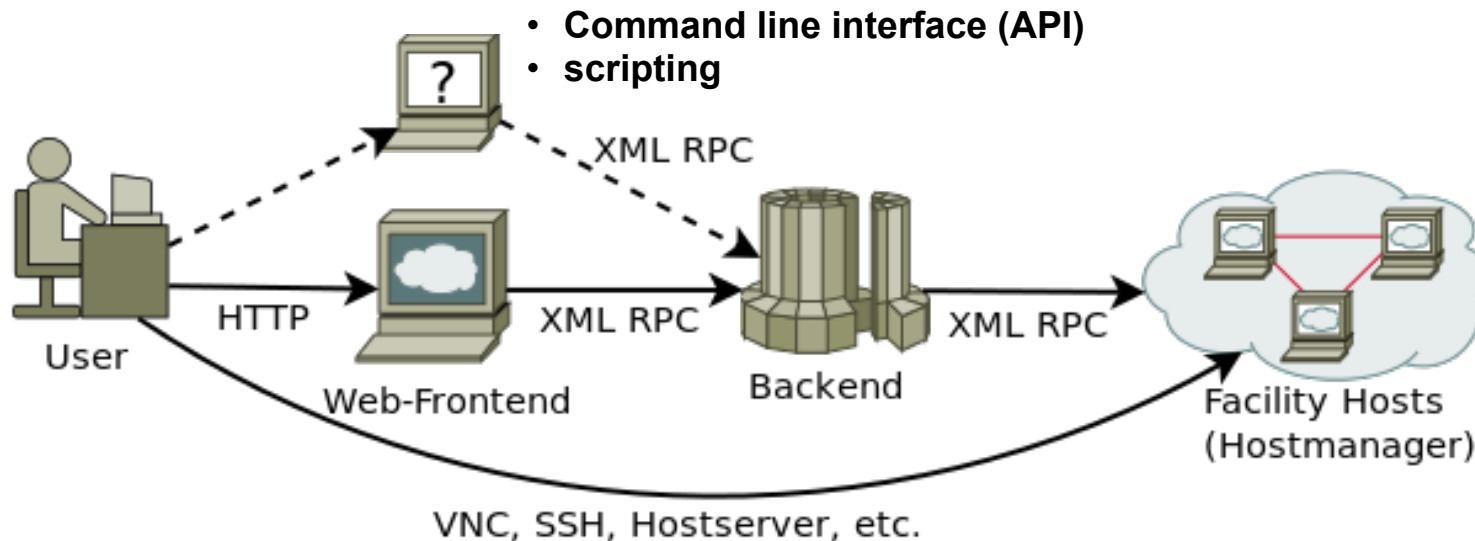 • Command line interface (API)
• scripting
?
XML RPC
HTTP
XML RPC
XML RPC
User
Web-Frontend
Backend
Facility Hosts
(Hostmanager)
VNC, SSH, Hostserver, etc.